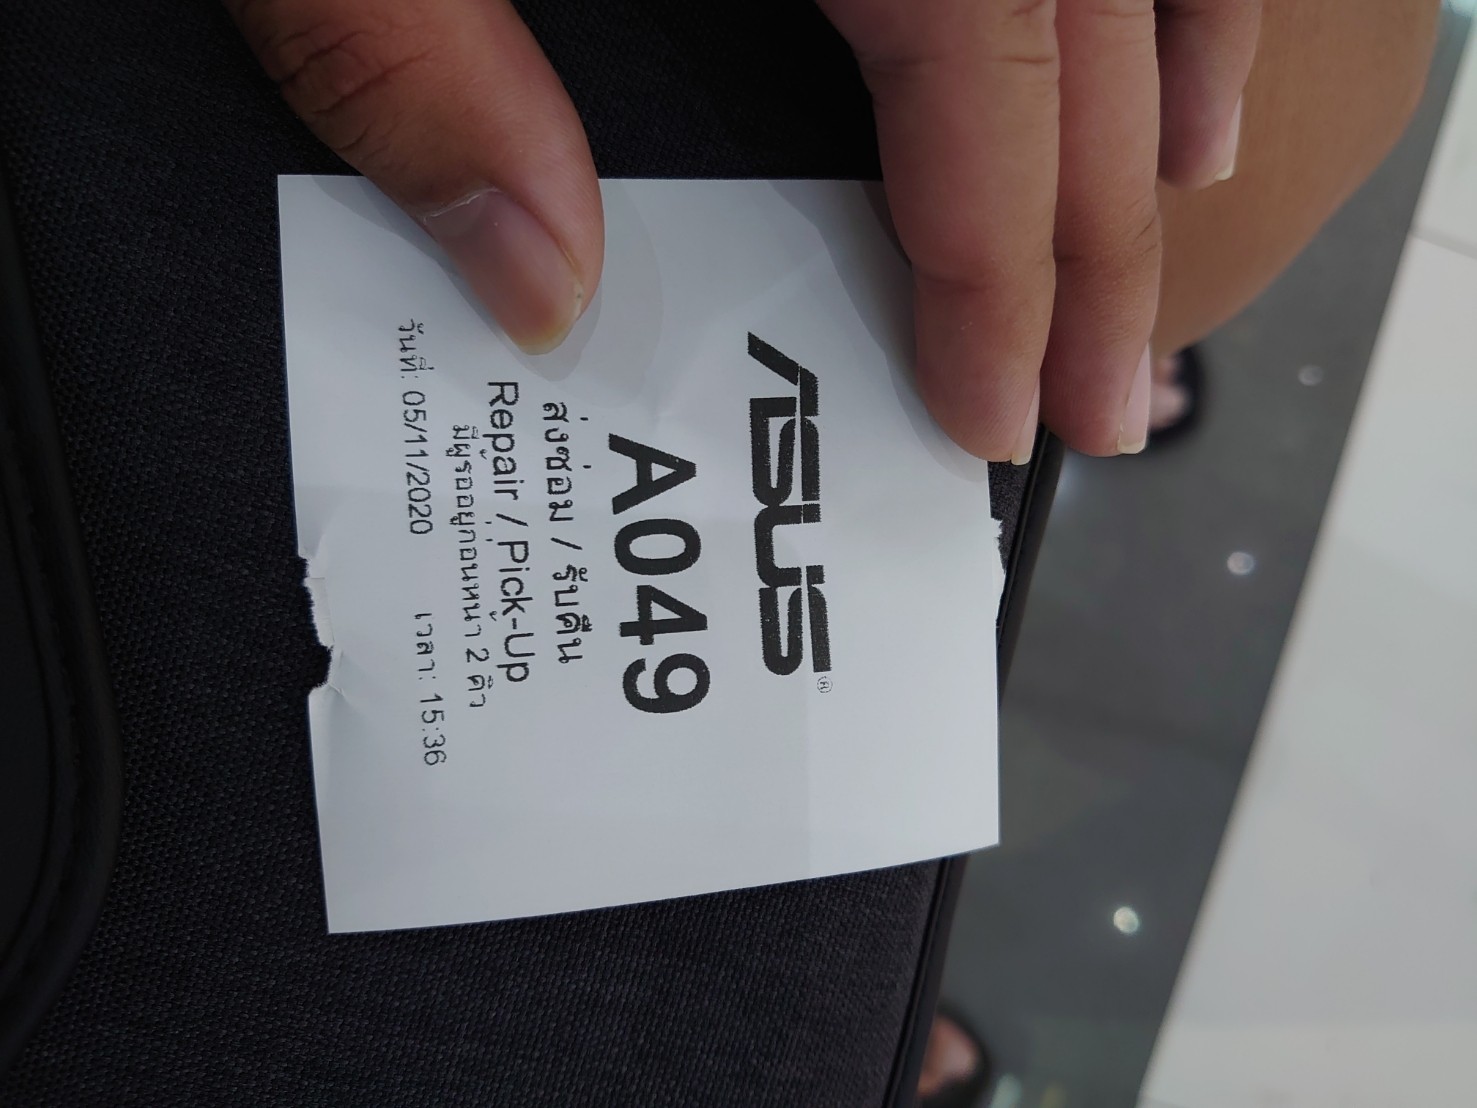 ASUS®
A049
ส่งซ่อม / รับคืน
Repair / Pick-Up
มีผู้รออยู่ก่อนหน้า 2 คิว
วันที่: 05/11/2020 เวลา: 15:36